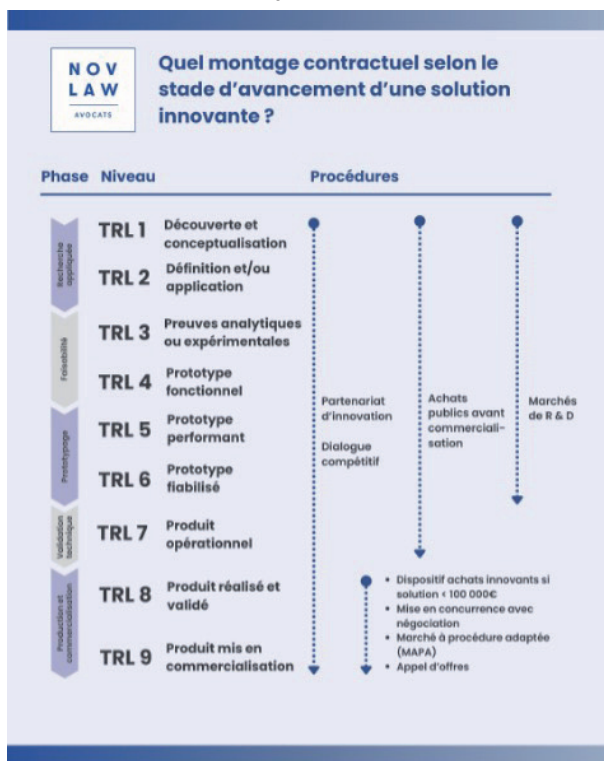 NOV
LAW
AVOCATS
Quel montage contractuel selon le
stade d'avancement d'une solution
innovante ?
Phase Niveau Procédures
Recherche
appliquée
TRL 1
Découverte et
conceptualisation
TRL 2
Définition et/ou
application
Faisabilité
TRL 3
Preuves analytiques
ou expérimentales
TRL 4
Prototype
fonctionnel
Prototypage
TRL 5
Prototype
performant
TRL 6
Prototype
fiabilisé
Validation
technique
TRL 7
Produit
opérationnel
Production et
commercialisation
TRL 8
Produit réalisé et
validé
TRL 9
Produit mis en
commercialisation
Partenariat
d'innovation
Dialogue
compétitif
Achats
publics avant
commerciali-
sation
Marchés
de R & D
• Dispositif achats innovants si
solution < 100 000€
• Mise en concurrence avec
négociation
• Marché à procédure adaptée
(MAPA)
• Appel d'offres